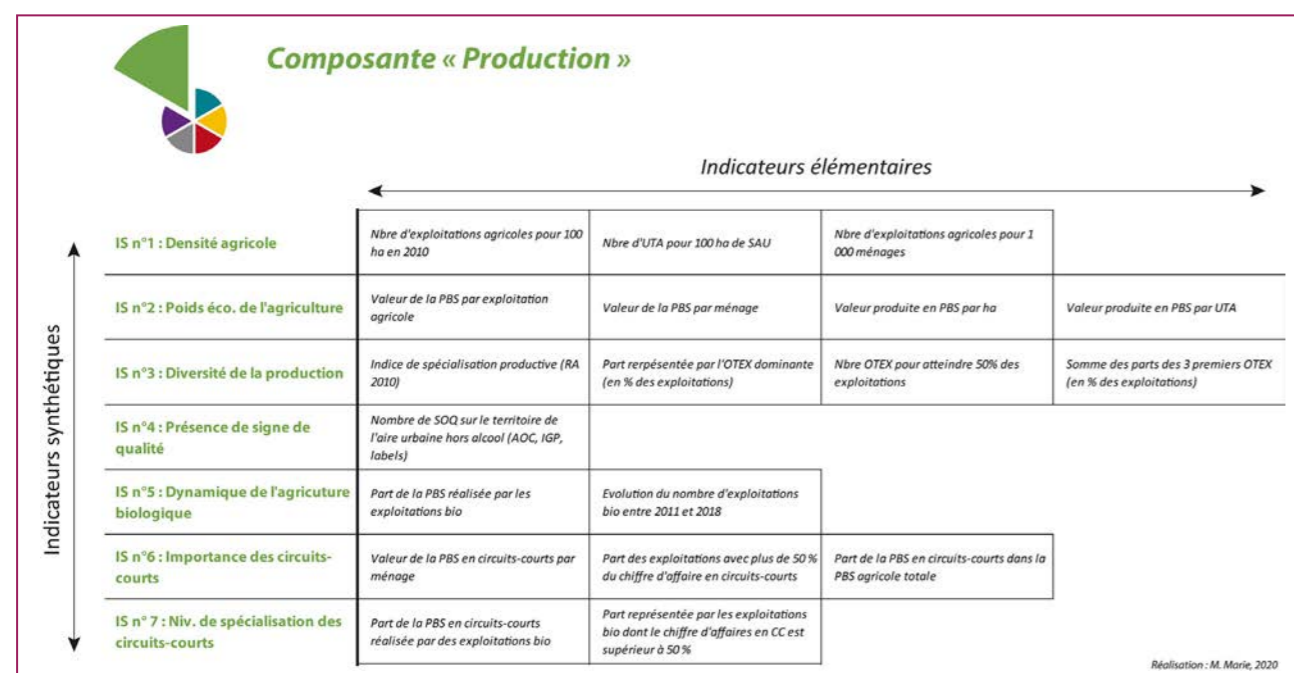 Composante « Production »
Indicateurs élémentaires
Indicateurs synthétiques
IS n°1 : Densité agricole
Nbre d'exploitations agricoles pour 100
ha en 2010
Nbre d'UTA pour 100 ha de SAU
Nbre d'exploitations agricoles pour 1
000 ménages
IS n°2 : Poids éco. de l'agriculture
Valeur de la PBS par exploitation
agricole
Valeur de la PBS par ménage
Valeur produite en PBS par ha
Valeur produite en PBS par UTA
IS n°3 : Diversité de la production
Indice de spécialisation productive (RA
2010)
Part rerpésentée par l'OTEX dominante
(en % des exploitations)
Nbre OTEX pour atteindre 50% des
exploitations
Somme des parts des 3 premiers OTEX
(en % des exploitations)
IS n°4 : Présence de signe de
qualité
Nombre de SOQ sur le territoire de
l'aire urbaine hors alcool (AOC, IGP,
labels)
IS n°5 : Dynamique de l'agricuture
biologique
Part de la PBS réalisée par les
exploitations bio
Evolution du nombre d'exploitations
bio entre 2011 et 2018
IS n°6 : Importance des circuits-
courts
Valeur de la PBS en circuits-courts par
ménage
Part des exploitations avec plus de 50 %
du chiffre d'affaire en circuits-courts
Part de la PBS en circuits-courts dans la
PBS agricole totale
IS n° 7 : Niv. de spécialisation des
circuits-courts
Part de la PBS en circuits-courts
réalisée par des exploitations bio
Part représentée par les exploitations
bio dont le chiffre d'affaires en CC est
supérieur à 50 %
Réalisation : M. Marie, 2020